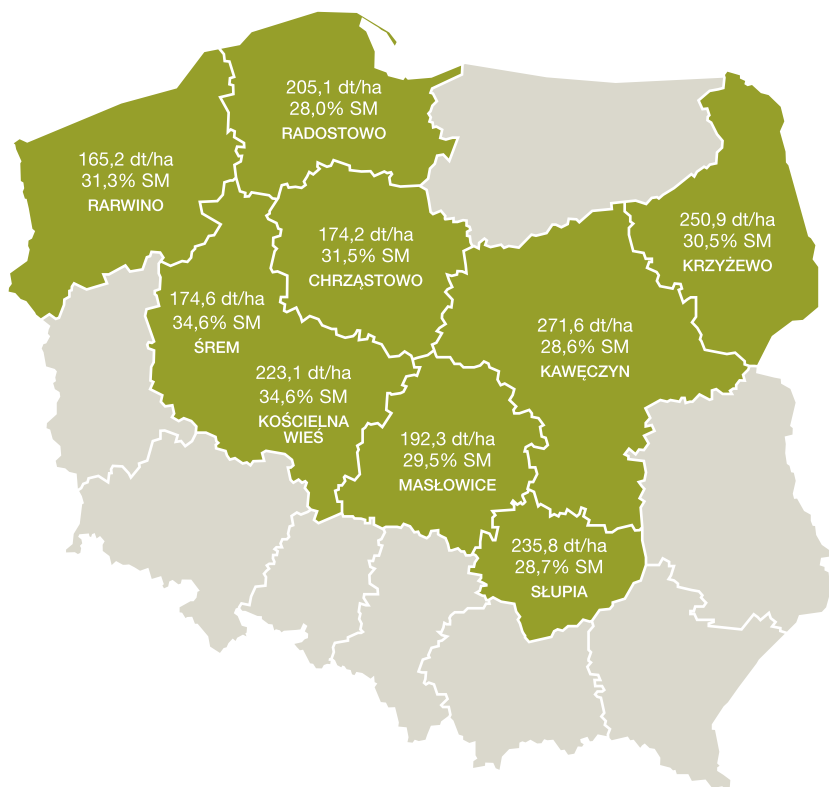 205,1 dt/ha
28,0% SM
RADOSTOWO
165,2 dt/ha
31,3% SM
RARWINO
250,9 dt/ha
30,5% SM
KRZYŻEWO
174,2 dt/ha
31,5% SM
CHRZĄSTOWO
174,6 dt/ha
34,6% SM
ŚREM
271,6 dt/ha
28,6% SM
KAWĘCZYN
223,1 dt/ha
34,6% SM
KOŚCIELNA
WIEŚ
192,3 dt/ha
29,5% SM
MASŁOWICE
235,8 dt/ha
28,7% SM
SŁUPIA